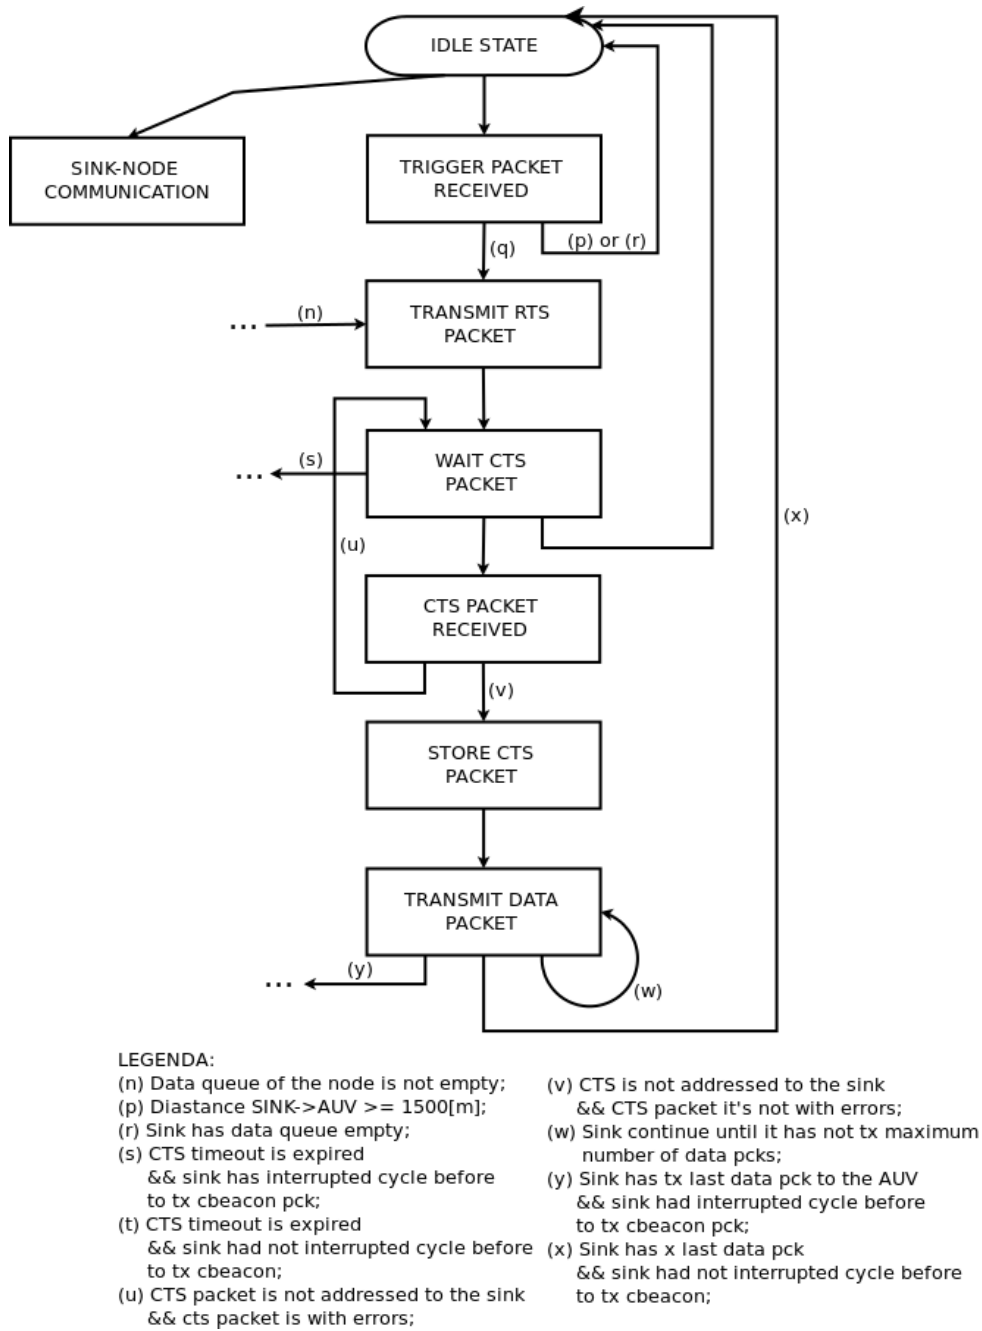 IDLE STATE
SINK-NODE
COMMUNICATION
TRIGGER PACKET
RECEIVED
(q)
(p) or (r)
(n)
...
TRANSMIT RTS
PACKET
(s)
...
WAIT CTS
PACKET
(x)
(u)
CTS PACKET
RECEIVED
(v)
STORE CTS
PACKET
TRANSMIT DATA
PACKET
(y)
...
(w)
LEGENDA:
(n) Data queue of the node is not empty;
(p) Diastance SINK->AUV >= 1500[m];
(r) Sink has data queue empty;
(s) CTS timeout is expired
&& sink has interrupted cycle before
to tx cbeacon pck;
(t) CTS timeout is expired
&& sink had not interrupted cycle before
to tx cbeacon;
(u) CTS packet is not addressed to the sink
&& cts packet is with errors;
(v) CTS is not addressed to the sink
&& CTS packet it's not with errors;
(w) Sink continue until it has not tx maximum
number of data pcks;
(y) Sink has tx last data pck to the AUV
&& sink had interrupted cycle before
to tx cbeacon pck;
(x) Sink has x last data pck
&& sink had not interrupted cycle before
to tx cbeacon;